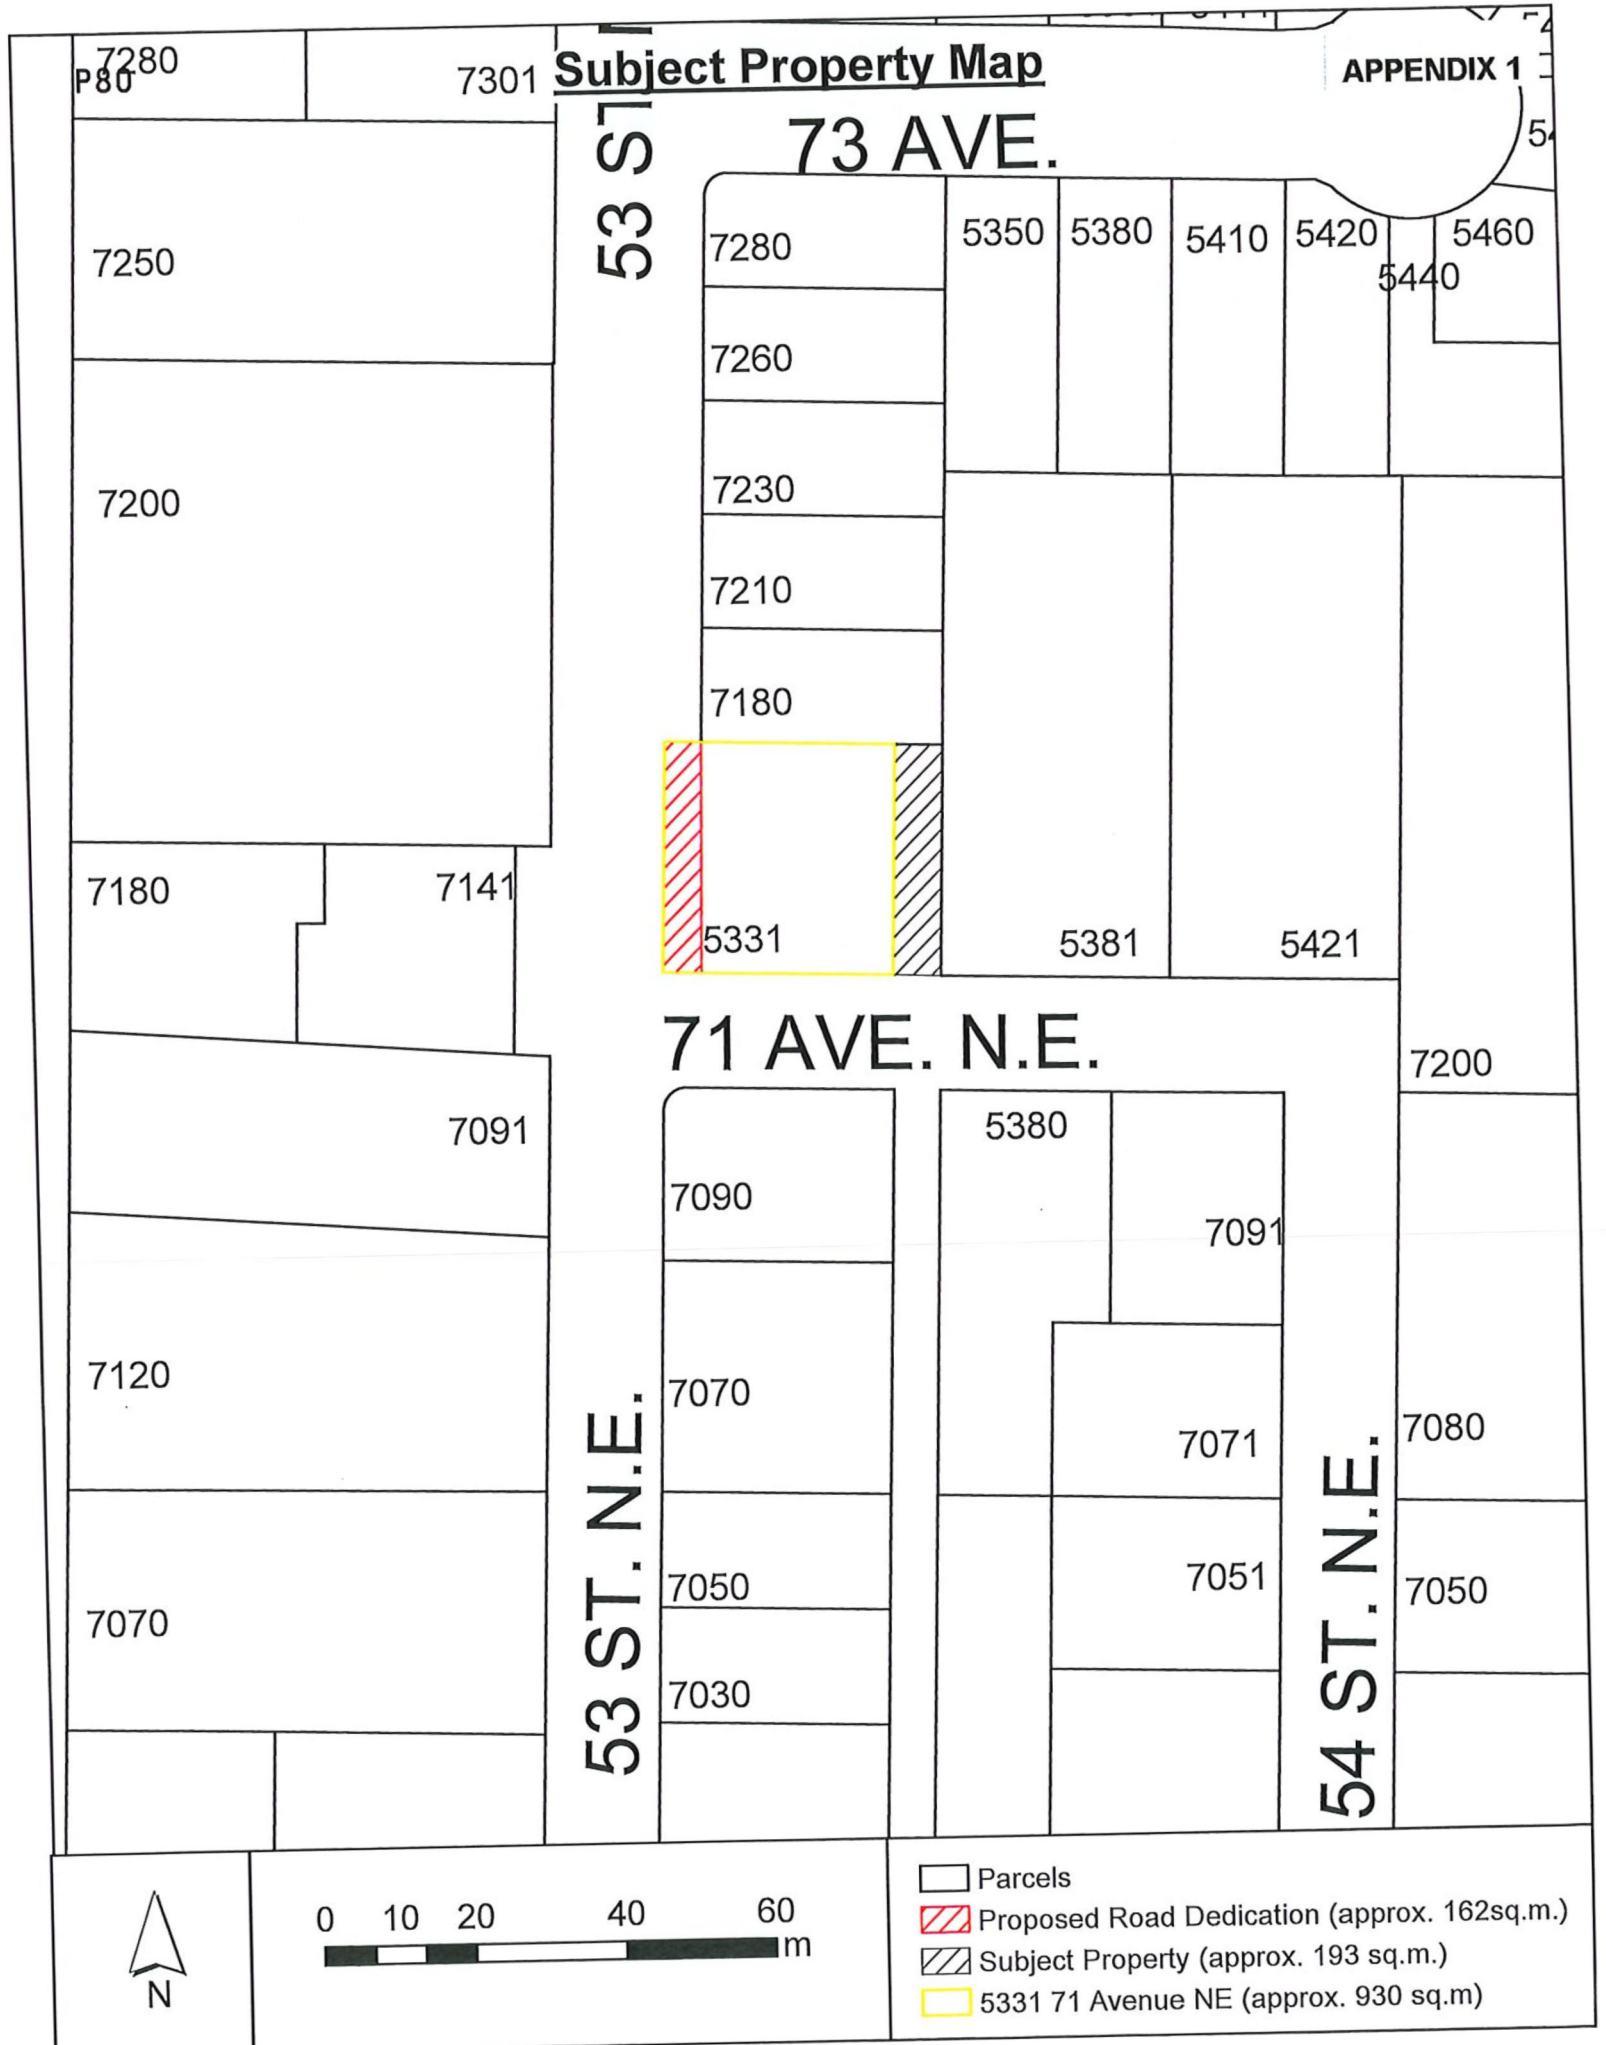 7280
P80
7301
Subject Property Map
APPENDIX 1
73 AVE.
53 ST
7250
7280
5350
5380
5410
5420
5440
5460
7260
7200
7230
7210
7180
7180
7141
5331
5381
5421
71 AVE. N.E.
7200
7091
5380
7090
7091
7120
7070
7071
7080
53 ST. N.E.
54 ST. N.E.
7050
7051
7050
7070
7030
0 10 20 40 60
m
N
Parcels
Proposed Road Dedication (approx. 162sq.m.)
Subject Property (approx. 193 sq.m.)
5331 71 Avenue NE (approx. 930 sq.m)